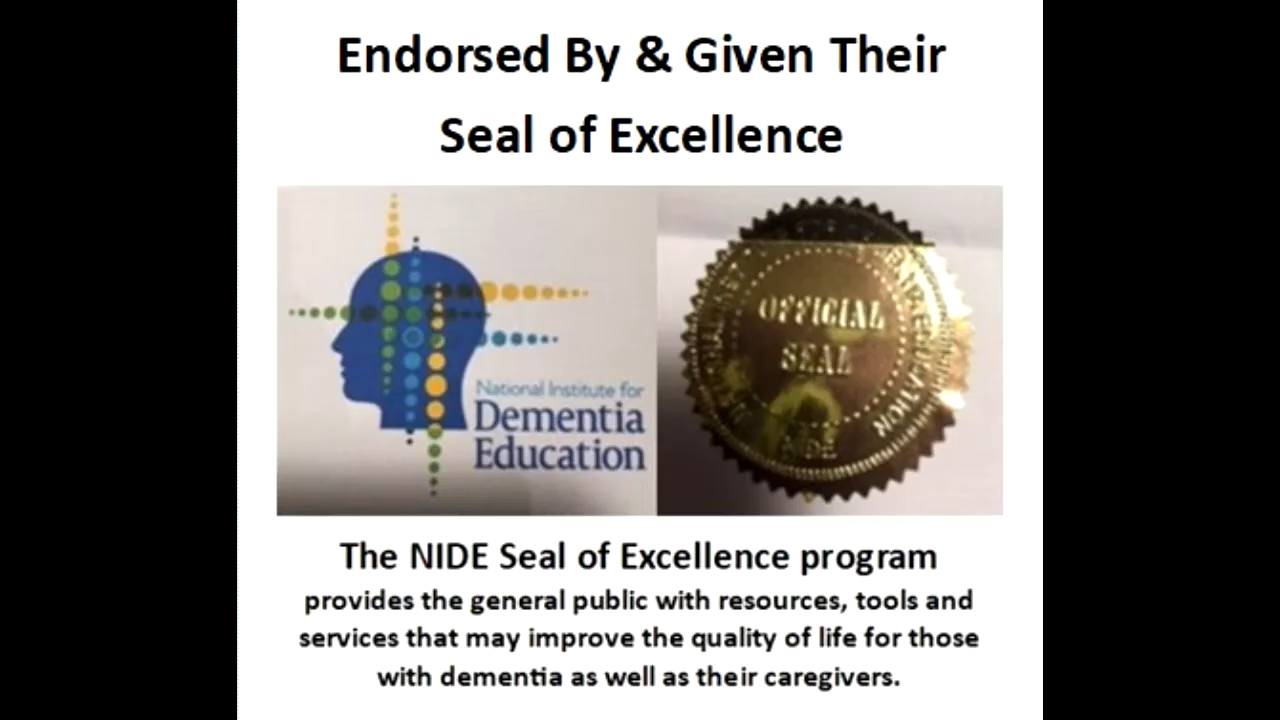 Endorsed By & Given Their
Seal of Excellence
National Institute for
Dementia
Education
OFFICIAL
SEAL
NIDE
The NIDE Seal of Excellence program
provides the general public with resources, tools and
services that may improve the quality of life for those
with dementia as well as their caregivers.